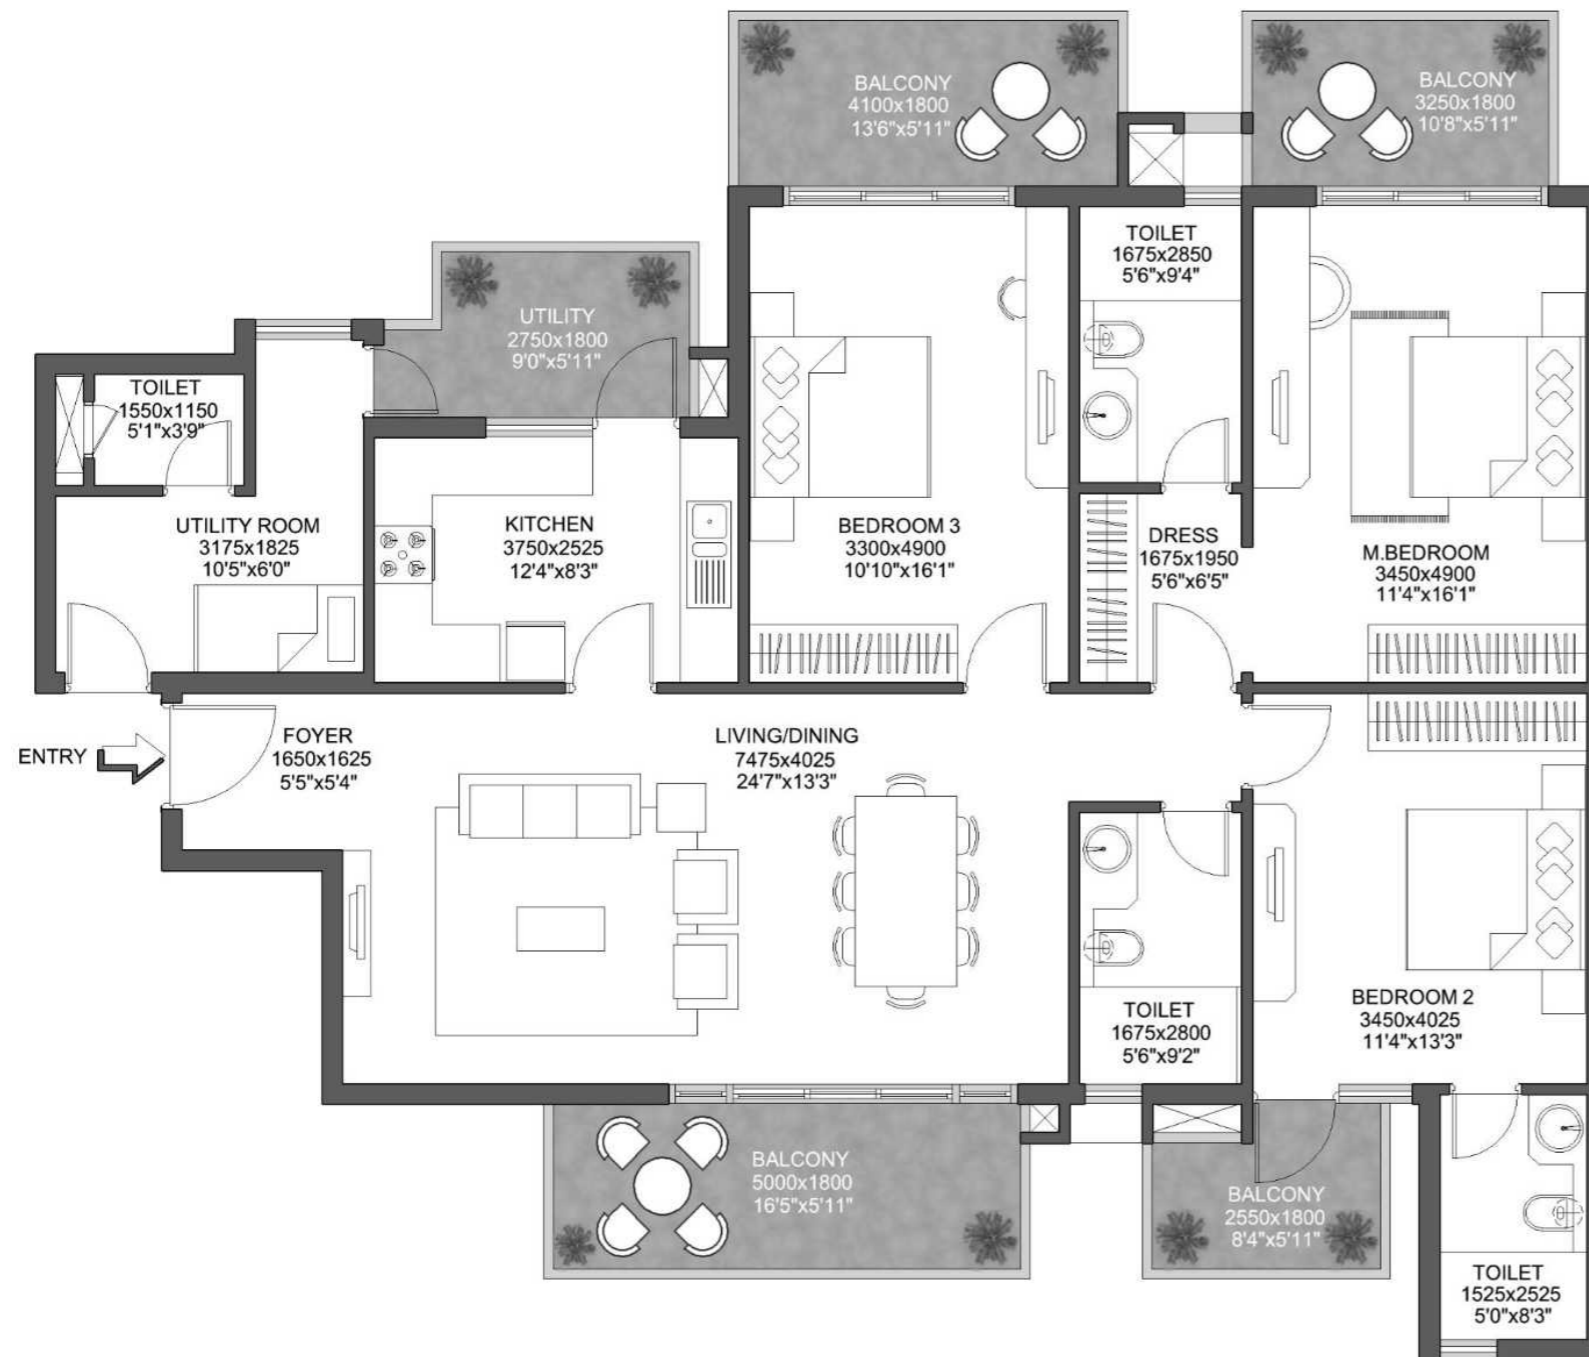 BALCONY
4100x1800
13'6"x5'11"
BALCONY
3250x1800
10'8"x5'11"
TOILET
1675x2850
5'6"x9'4"
UTILITY
2750x1800
9'0"x5'11"
TOILET
1550x1150
5'1"x3'9"
UTILITY ROOM
3175x1825
10'5"x6'0"
KITCHEN
3750x2525
12'4"x8'3"
BEDROOM 3
3300x4900
10'10"x16'1"
DRESS
1675x1950
5'6"x6'5"
M.BEDROOM
3450x4900
11'4"x16'1"
ENTRY
FOYER
1650x1625
5'5"x5'4"
LIVING/DINING
7475x4025
24'7"x13'3"
TOILET
1675x2800
5'6"x9'2"
BEDROOM 2
3450x4025
11'4"x13'3"
BALCONY
5000x1800
16'5"x5'11"
BALCONY
2550x1800
8'4"x5'11"
TOILET
1525x2525
5'0"x8'3"